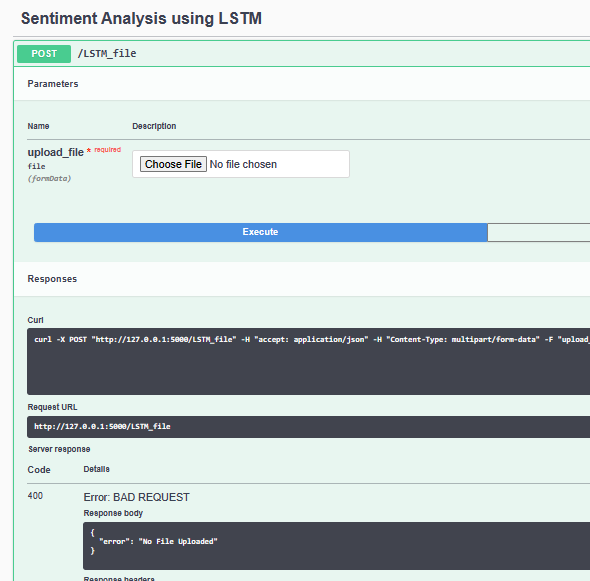 Sentiment Analysis using LSTM
POST /LSTM_file
Parameters
Name Description
upload_file * required
file
(formData)
Choose File No file chosen
Execute
Responses
Curl
curl -X POST "http://127.0.0.1:5000/LSTM_file" -H "accept: application/json" -H "Content-Type: multipart/form-data" -F "upload_
Request URL
http://127.0.0.1:5000/LSTM_file
Server response
Code Details
400 Error: BAD REQUEST
Response body
{
"error": "No File Uploaded"
}
Response headers